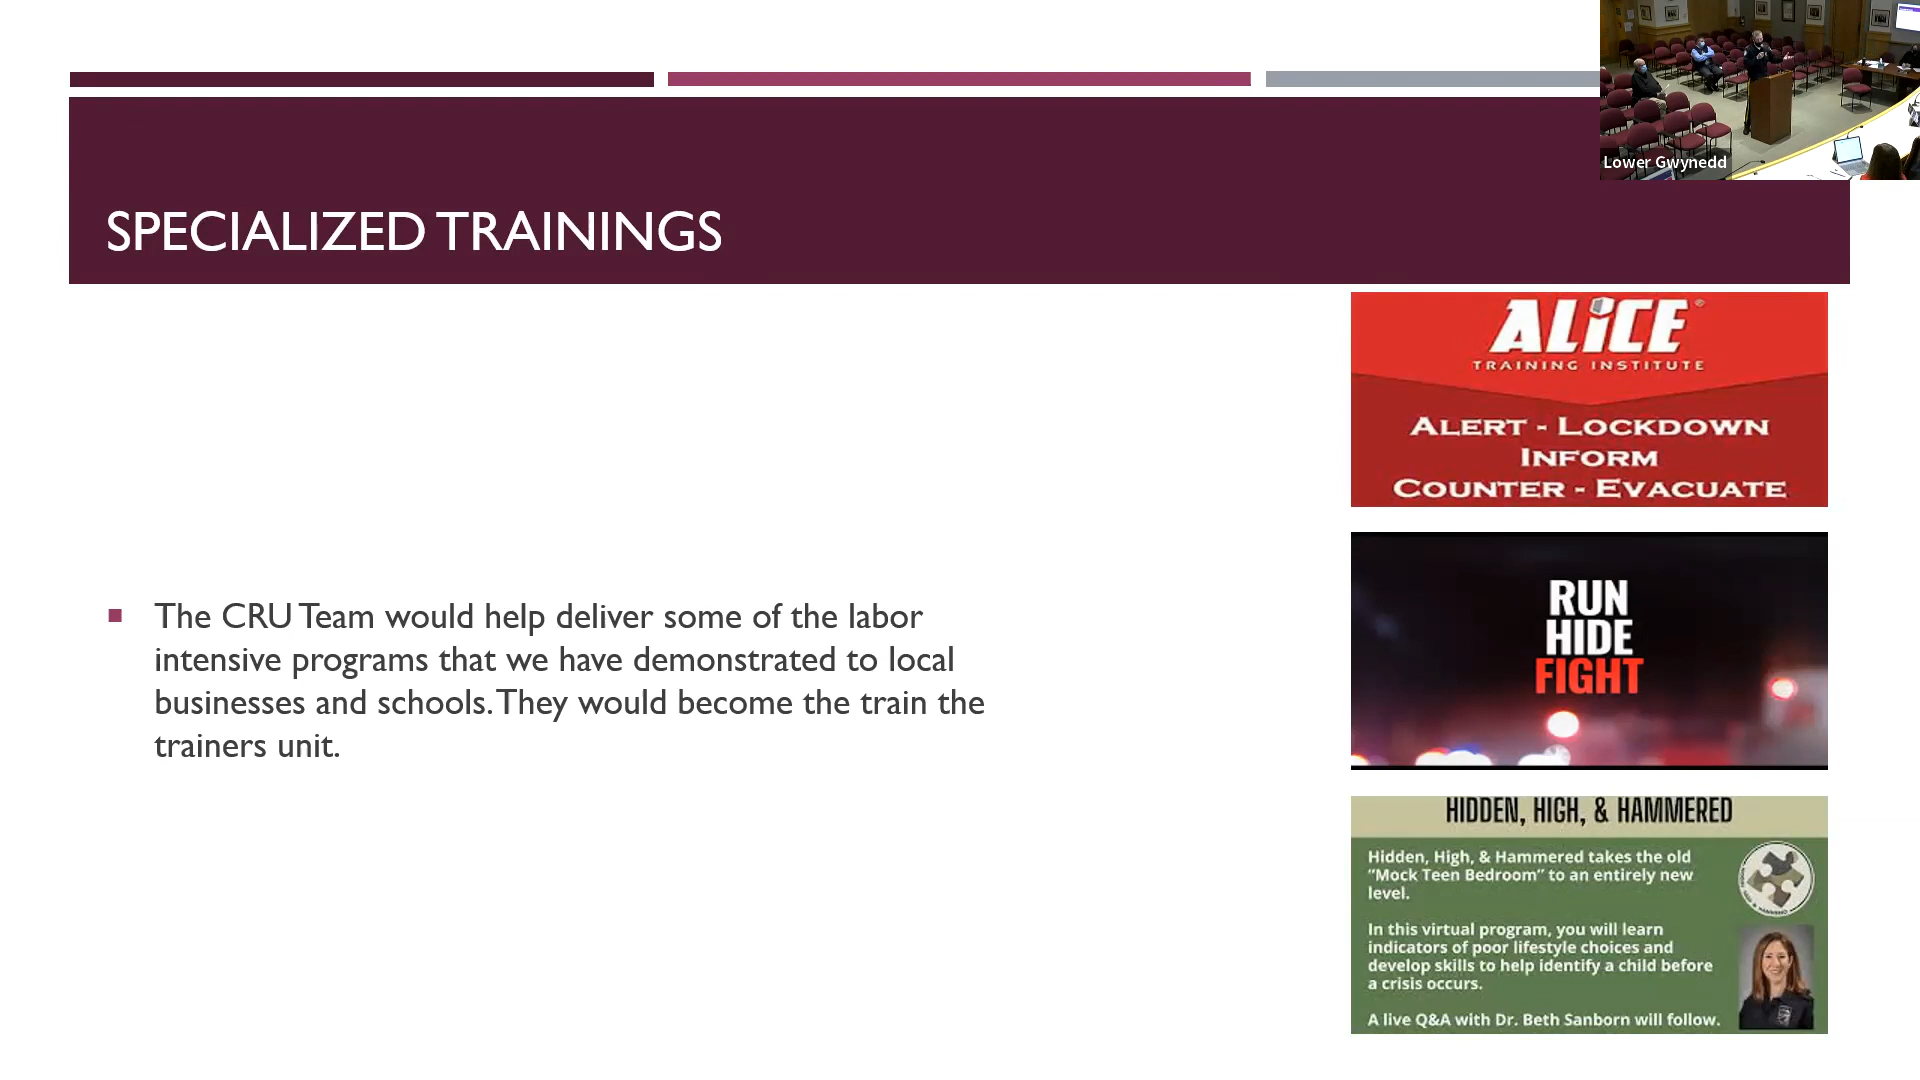 Lower Gwynedd
SPECIALIZED TRAININGS
The CRU Team would help deliver some of the labor
intensive programs that we have demonstrated to local
businesses and schools. They would become the train the
trainers unit.
ALiCE®
TRAINING INSTITUTE
ALERT - LOCKDOWN
INFORM
COUNTER - EVACUATE
RUN
HIDE
FIGHT
HIDDEN, HIGH, & HAMMERED
Hidden, High, & Hammered takes the old
"Mock Teen Bedroom" to an entirely new
level.
In this virtual program, you will learn
indicators of poor lifestyle choices and
develop skills to help identify a child before
a crisis occurs.
A live Q&A with Dr. Beth Sanborn will follow.